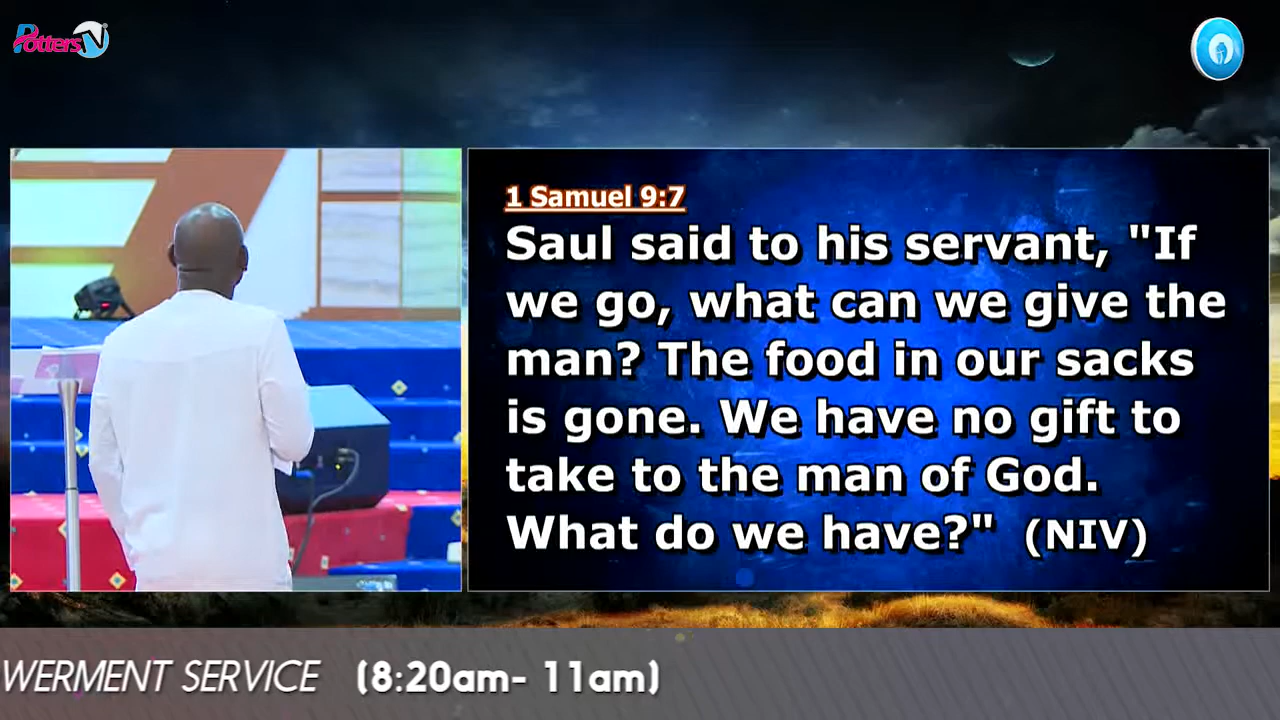 PottersTV
1 Samuel 9:7
Saul said to his servant, "If
we go, what can we give the
man? The food in our sacks
is gone. We have no gift to
take to the man of God.
What do we have?" (NIV)
WERMENT SERVICE (8:20am- 11am)